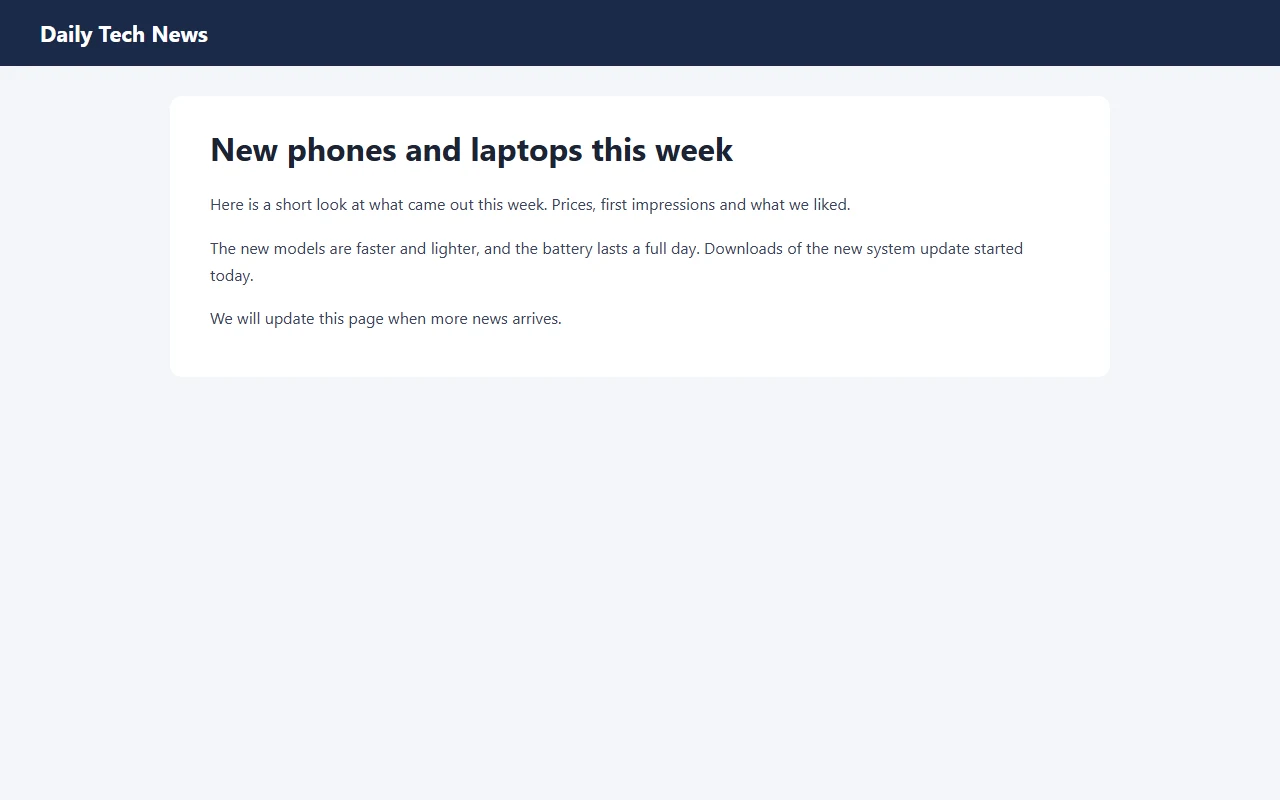 Daily Tech News
New phones and laptops this week
Here is a short look at what came out this week. Prices, first impressions and what we liked.
The new models are faster and lighter, and the battery lasts a full day. Downloads of the new system update started
today.
We will update this page when more news arrives.